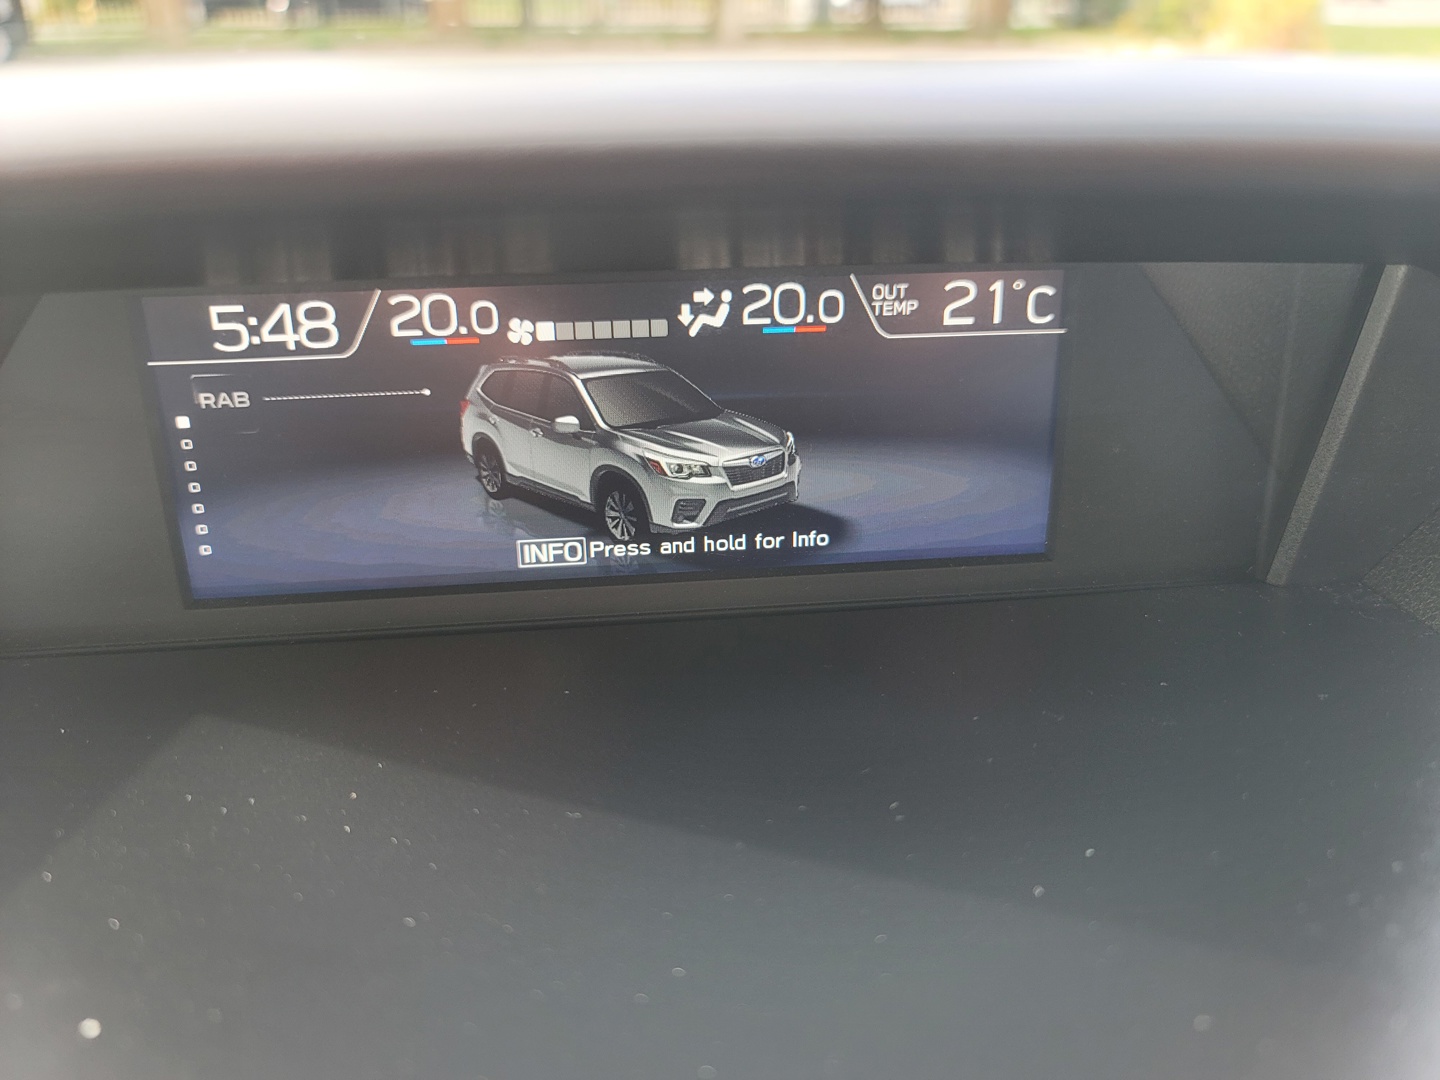 5:48 20.0 20.0 OUT TEMP 21°C
RAB
INFO Press and hold for Info